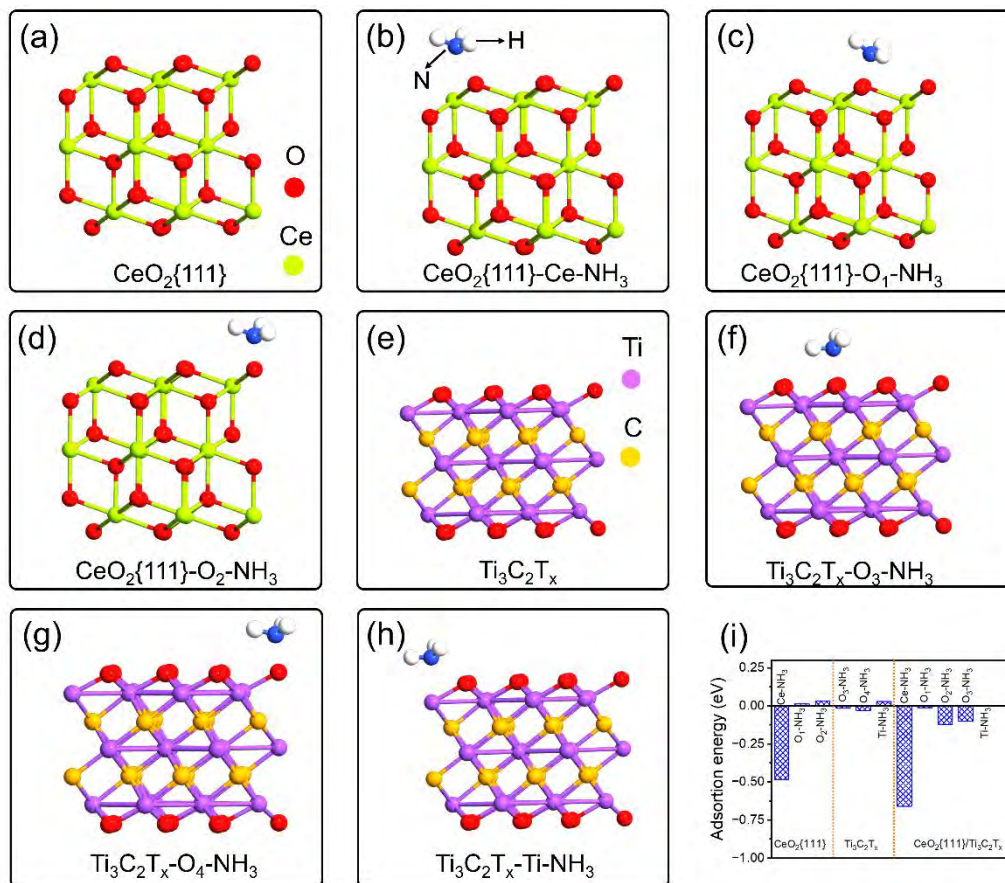 (a)
O
Ce
CeO₂{111}
(b)
H
N
CeO₂{111}-Ce-NH₃
(c)
CeO₂{111}-O₁-NH₃
(d)
CeO₂{111}-O₂-NH₃
(e)
Ti
C
Ti₃C₂Tₓ
(f)
Ti₃C₂Tₓ-O₃-NH₃
(g)
Ti₃C₂Tₓ-O₄-NH₃
(h)
Ti₃C₂Tₓ-Ti-NH₃
(i)
Adsortion energy (eV)
0.25
0.00
−0.25
−0.50
−0.75
−1.00
Ce-NH₃
O₁-NH₃
O₂-NH₃
O₃-NH₃
O₄-NH₃
Ti-NH₃
Ce-NH₃
O₁-NH₃
O₂-NH₃
O₃-NH₃
Ti-NH₃
CeO₂{111}
Ti₃C₂Tₓ
CeO₂{111}/Ti₃C₂Tₓ